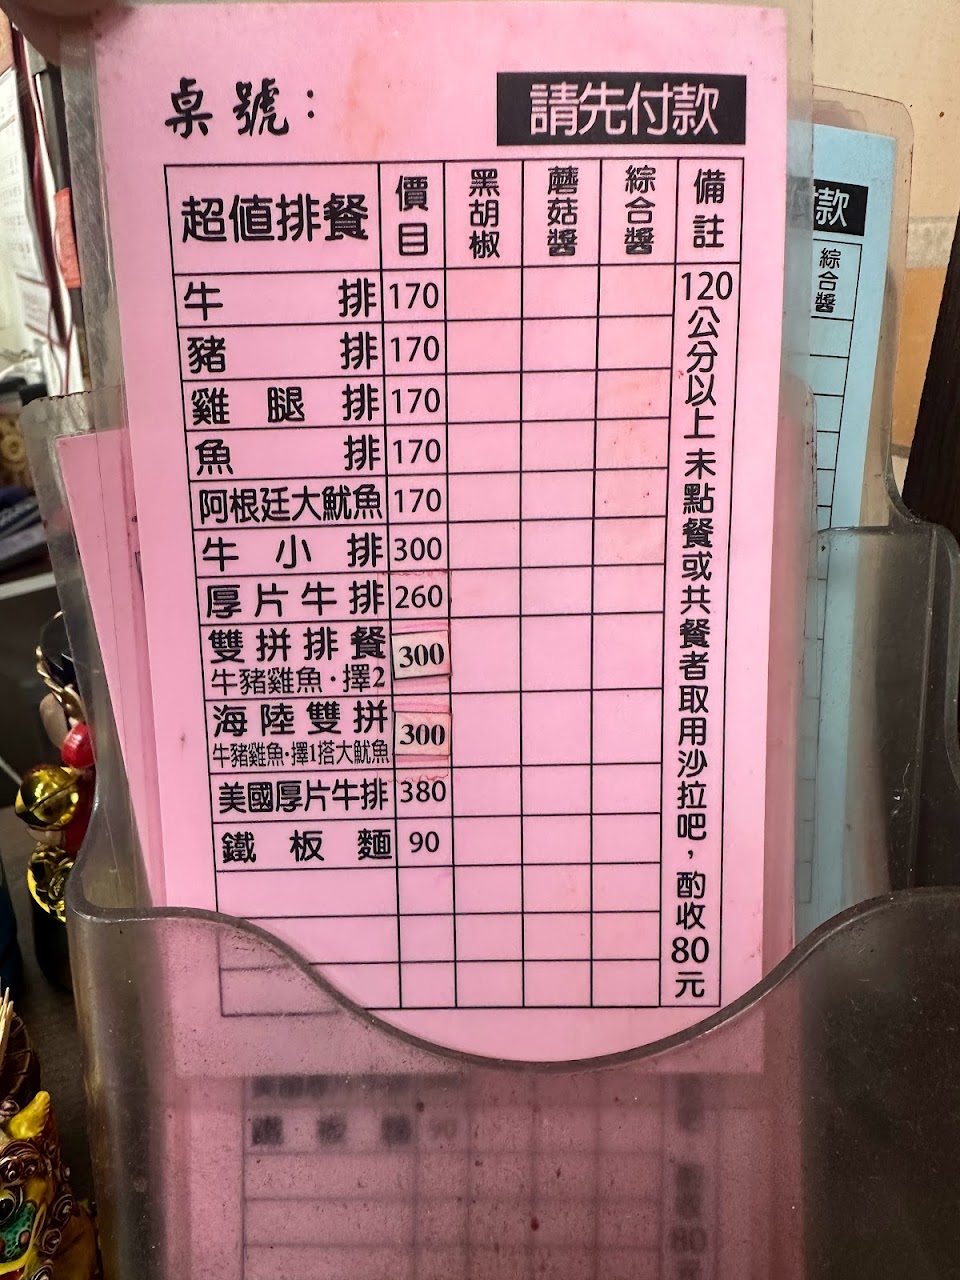 桌號：
請先付款
超值排餐 價目 黑胡椒 蘑菇醬 綜合醬 備註
牛排 170
豬排 170
雞腿排 170
魚排 170
阿根廷大魷魚 170
牛小排 300
厚片牛排 260
雙拼排餐 300
牛豬雞魚·擇2
海陸雙拼 300
牛豬雞魚·擇1搭大魷魚
美國厚片牛排 380
鐵板麵 90
120公分以上未點餐或共餐者取用沙拉吧，酌收80元
款
綜合醬